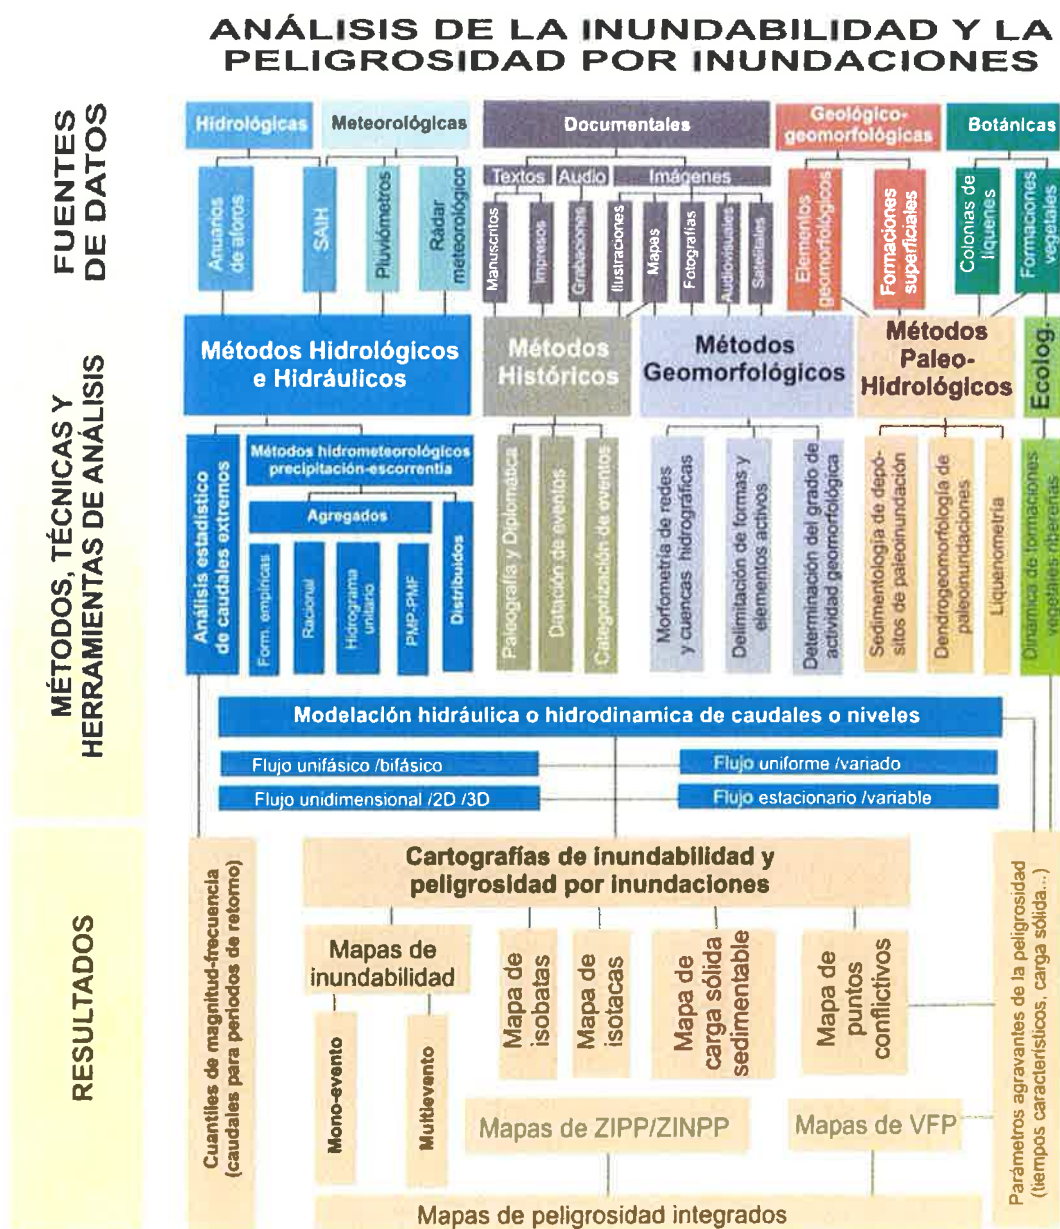 ANÁLISIS DE LA INUNDABILIDAD Y LA
PELIGROSIDAD POR INUNDACIONES
FUENTES
DE DATOS
Hidrológicas
Meteorológicas
Documentales
Geológico-
geomorfológicas
Botánicas
Textos
Audio
Imágenes
Anuarios
de aforos
SAIH
Pluviómetros
Rádar
meteorológico
Manuscritos
Impresos
Grabaciones
Ilustraciones
Mapas
Fotografías
Audiovisuales
Satelitales
Elementos
geomorfológicos
Formaciones
superficiales
Colonias de
líquenes
Formaciones
vegetales
MÉTODOS, TÉCNICAS Y
HERRAMIENTAS DE ANÁLISIS
Métodos Hidrológicos
e Hidráulicos
Métodos
Históricos
Métodos
Geomorfológicos
Métodos
Paleo-
Hidrológicos
Ecolog.
Análisis estadístico
de caudales extremos
Métodos hidrometeorológicos
precipitación-escorrentia
Agregados
Form. empíricas
Racional
Hidrograma
unitario
PMP-PMF
Distribuidos
Paleografía y Diplomática
Datación de eventos
Categorización de eventos
Morfometría de redes
y cuencas hidrográficas
Delimitación de formas y
elementos activos
Determinación del grado de
actividad geomorfológica
Sedimentología de depó-
sitos de paleoinundación
Dendrogeomorfología de
paleoinundaciones
Liquenometría
Dinámica de formaciones
vegetales ribereñas
Modelación hidráulica o hidrodinamica de caudales o niveles
Flujo unifásico /bifásico
Flujo uniforme /variado
Flujo unidimensional /2D /3D
Flujo estacionario /variable
RESULTADOS
Cuantiles de magnitud-frecuencia
(caudales para periodos de retorno)
Cartografías de inundabilidad y
peligrosidad por inundaciones
Mapas de
inundabilidad
Mono-evento
Multievento
Mapa de
isobatas
Mapa de
isotacas
Mapa de
carga sólida
sedimentable
Mapa de
puntos
conflictivos
Mapas de ZIPP/ZINPP
Mapas de VFP
Parámetros agravantes de la peligrosidad
(tiempos característicos, carga sólida...)
Mapas de peligrosidad integrados